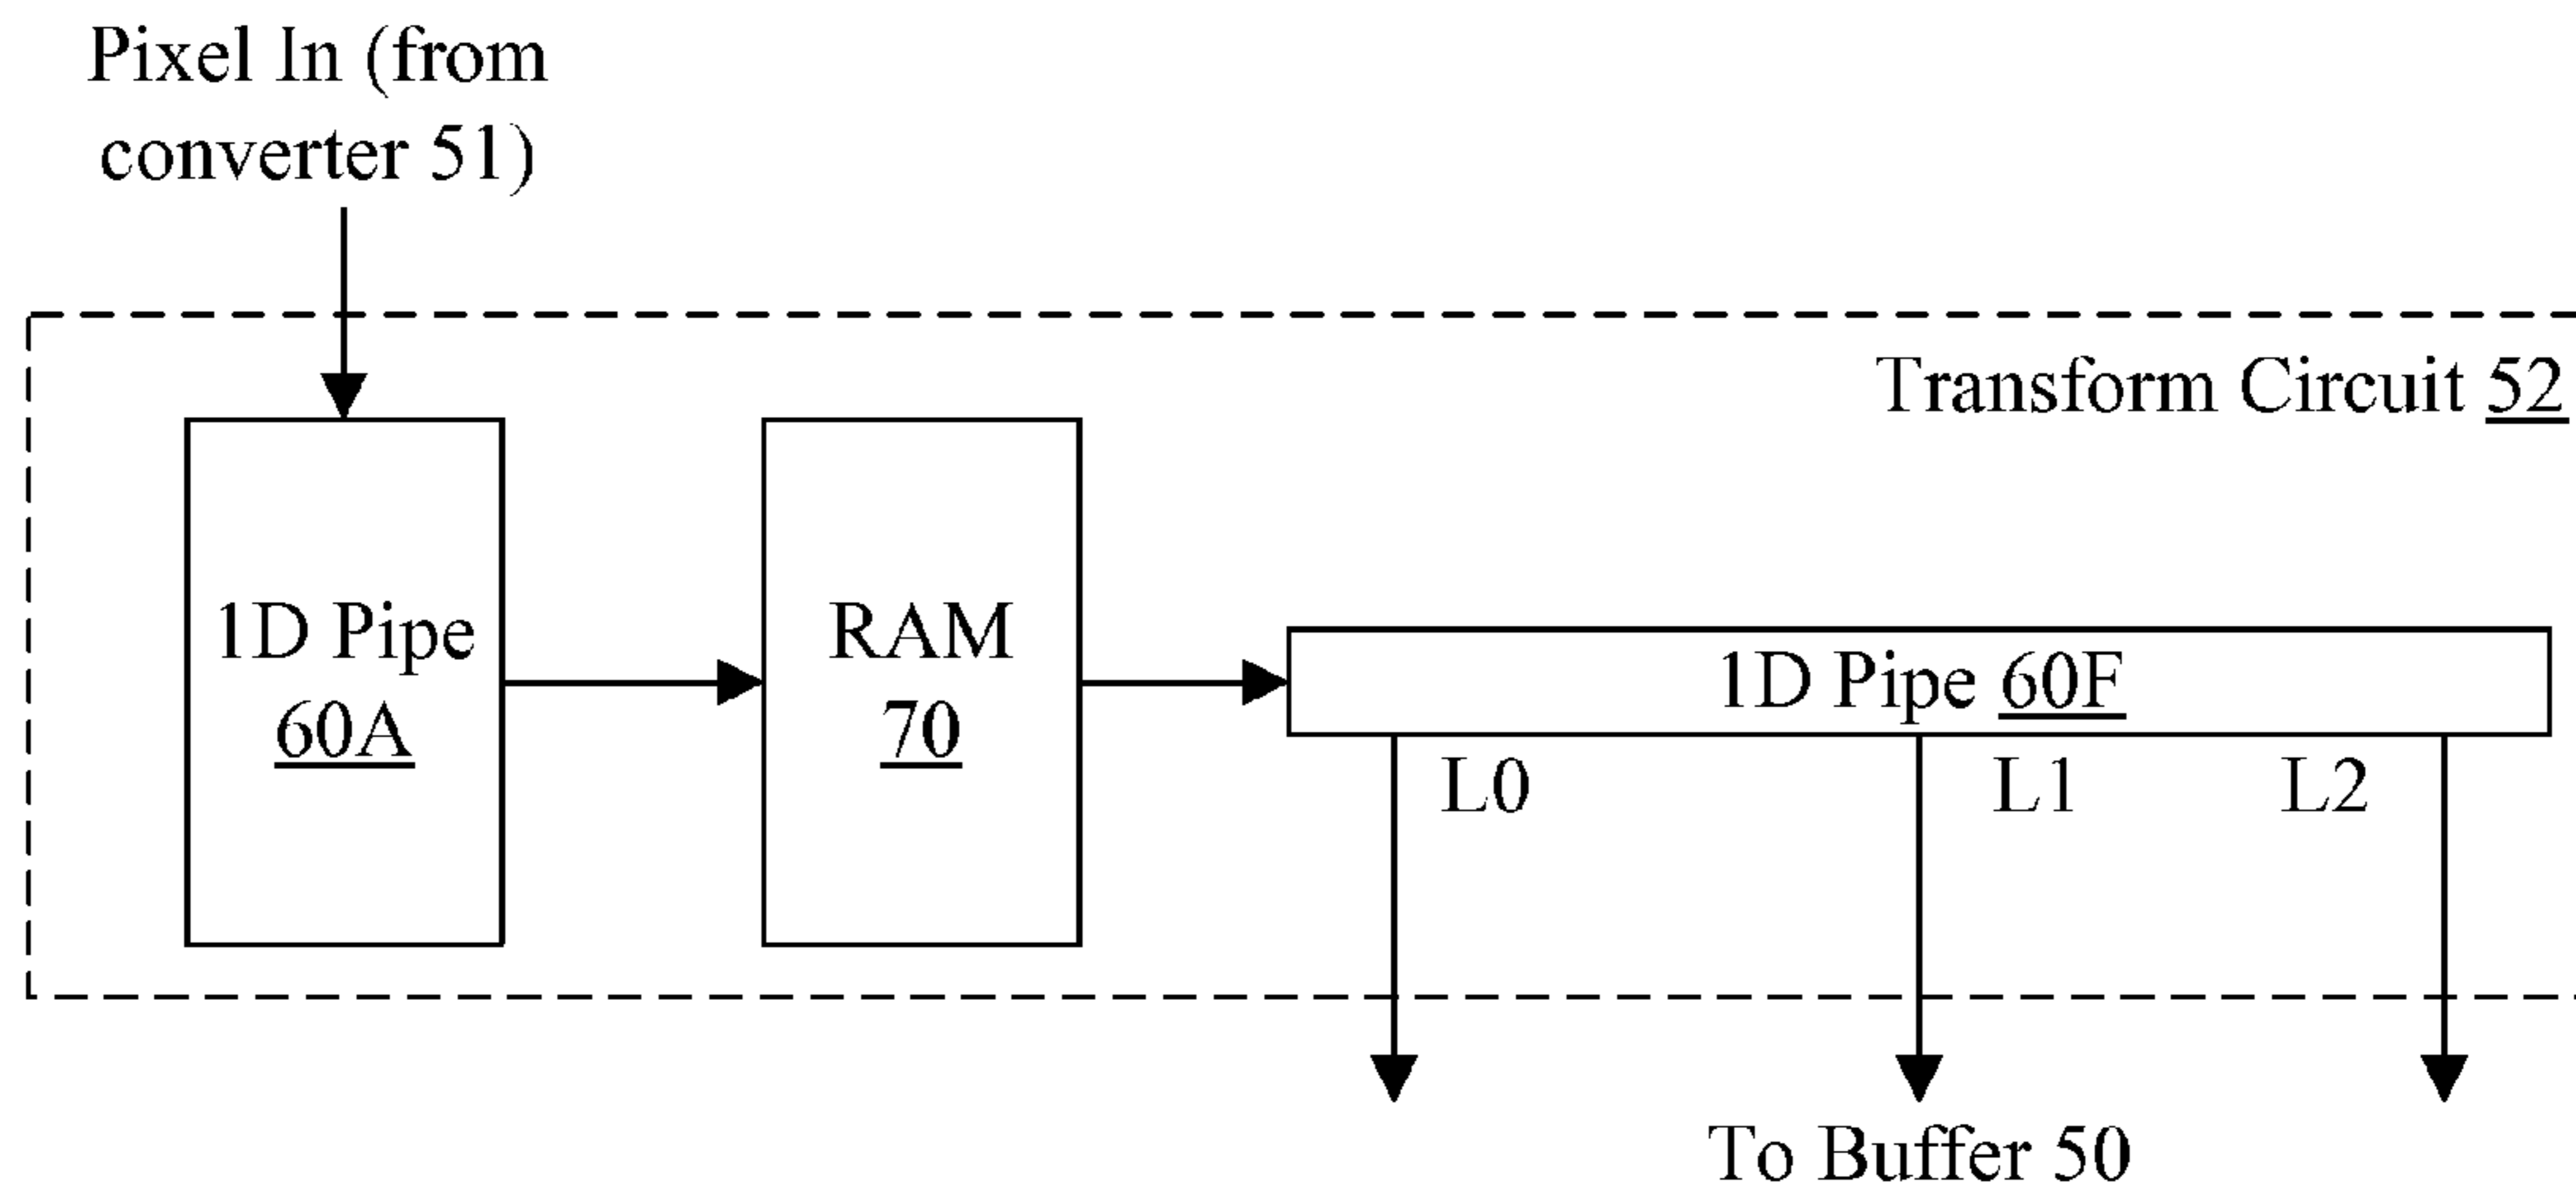 Pixel In (from
converter 51)
Transform Circuit 52
1D Pipe
60A
RAM
70
1D Pipe 60F
L0
L1
L2
To Buffer 50